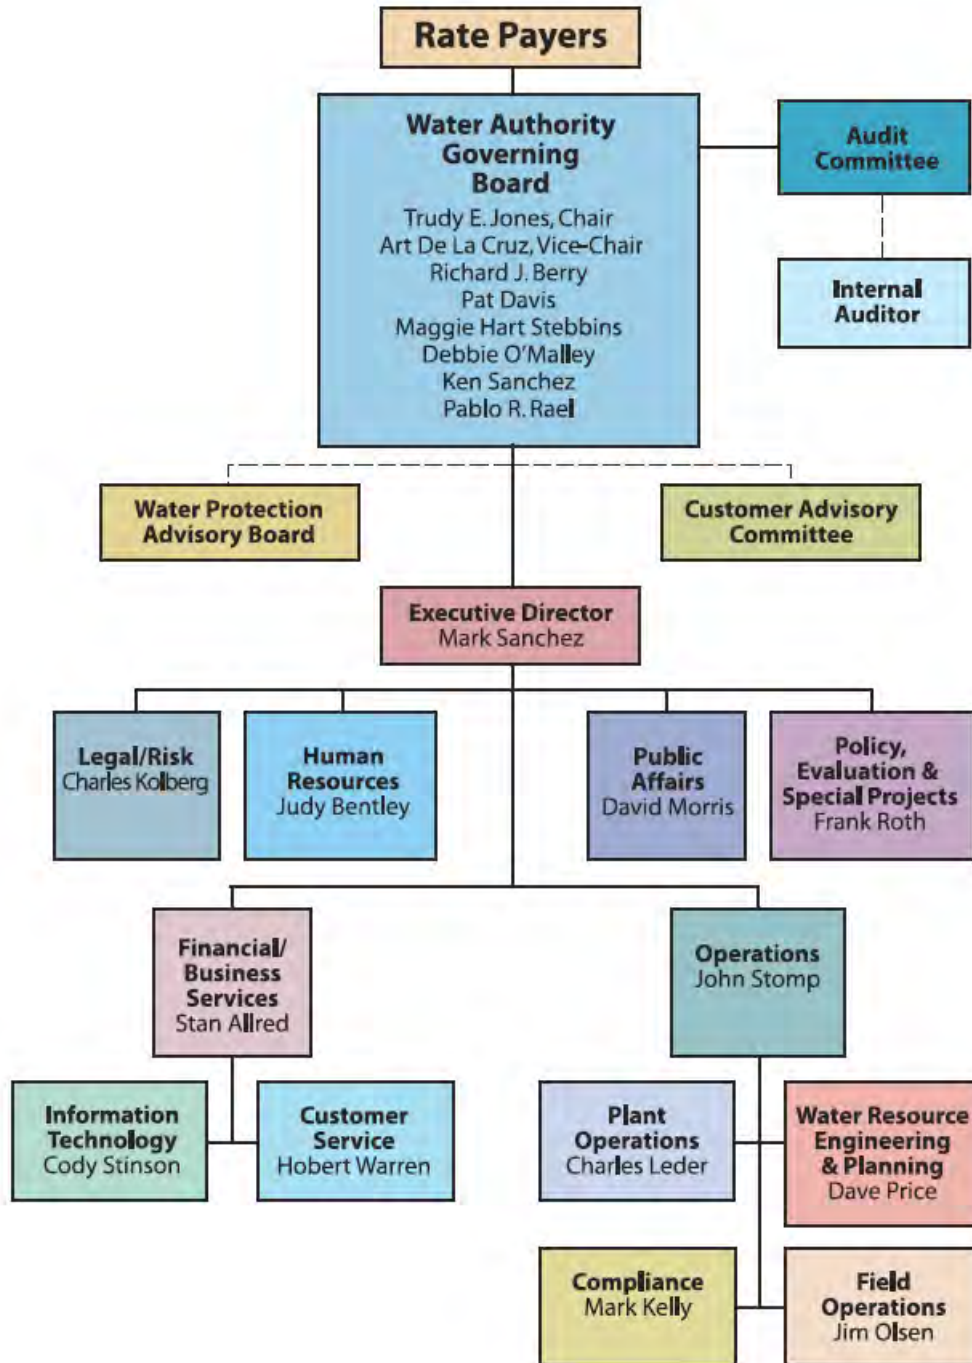 Rate Payers
Water Authority
Governing
Board
Trudy E. Jones, Chair
Art De La Cruz, Vice-Chair
Richard J. Berry
Pat Davis
Maggie Hart Stebbins
Debbie O'Malley
Ken Sanchez
Pablo R. Rael
Audit
Committee
Internal
Auditor
Water Protection
Advisory Board
Customer Advisory
Committee
Executive Director
Mark Sanchez
Legal/Risk
Charles Kolberg
Human
Resources
Judy Bentley
Public
Affairs
David Morris
Policy,
Evaluation &
Special Projects
Frank Roth
Financial/
Business
Services
Stan Allred
Operations
John Stomp
Information
Technology
Cody Stinson
Customer
Service
Hobert Warren
Plant
Operations
Charles Leder
Water Resource
Engineering
& Planning
Dave Price
Compliance
Mark Kelly
Field
Operations
Jim Olsen